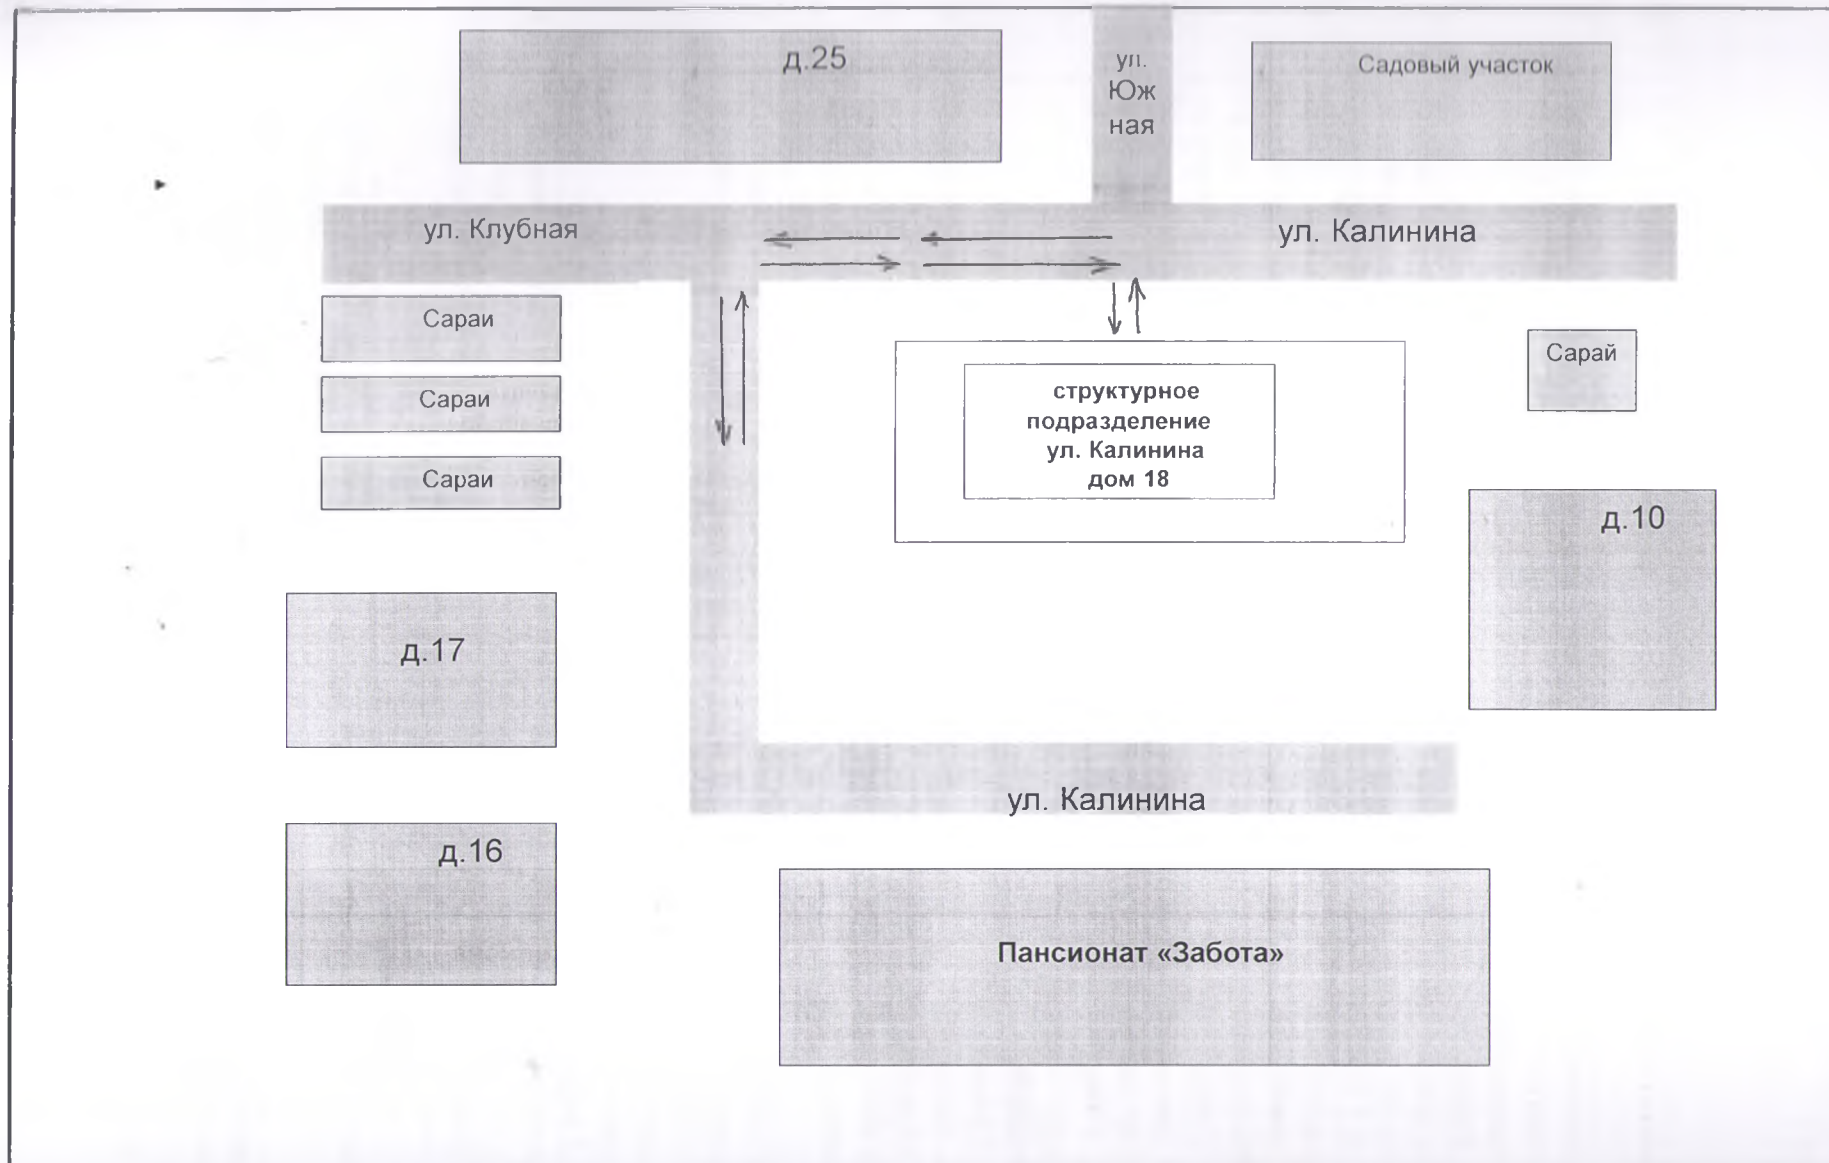 д.25
ул.
Юж
ная
Садовый участок
ул. Клубная
ул. Калинина
Сараи
Сараи
Сараи
структурное
подразделение
ул. Калинина
дом 18
Сарай
д.10
д.17
ул. Калинина
д.16
Пансионат «Забота»